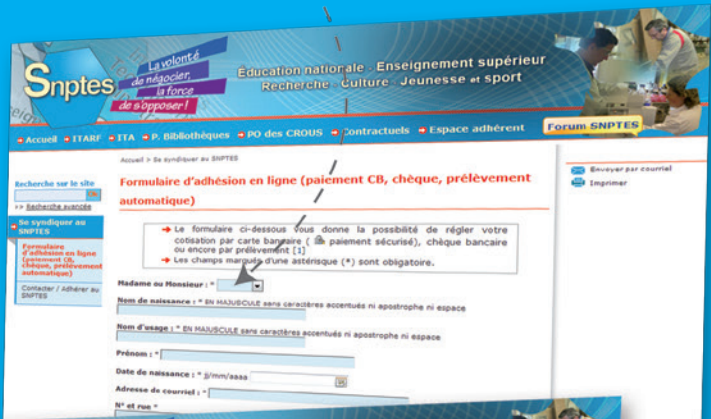 Snptes
La volonté
de négocier,
la force
de s'opposer !
Éducation nationale - Enseignement supérieur
Recherche - Culture - Jeunesse et sport
Accueil
ITARF
ITA
P. Bibliothèques
PO des CROUS
Contractuels
Espace adhérent
Forum SNPTES
Accueil > Se syndiquer au SNPTES
Recherche sur le site
OK
>> Recherche avancée
Se syndiquer au
SNPTES
Formulaire
d'adhésion en ligne
(paiement CB,
chèque, prélèvement
automatique)
Contacter / Adhérer au
SNPTES
Formulaire d'adhésion en ligne (paiement CB, chèque, prélèvement
automatique)
Le formulaire ci-dessous vous donne la possibilité de régler votre
cotisation par carte bancaire ( paiement sécurisé), chèque bancaire
ou encore par prélèvement [1]
Les champs marqués d'une astérisque (*) sont obligatoire.
Madame ou Monsieur : *
Nom de naissance : * EN MAJUSCULE sans caractères accentués ni apostrophe ni espace
Nom d'usage : * EN MAJUSCULE sans caractères accentués ni apostrophe ni espace
Prénom : *
Date de naissance : * jj/mm/aaaa
Adresse de courriel : *
N° et rue *
Envoyer par courriel
Imprimer